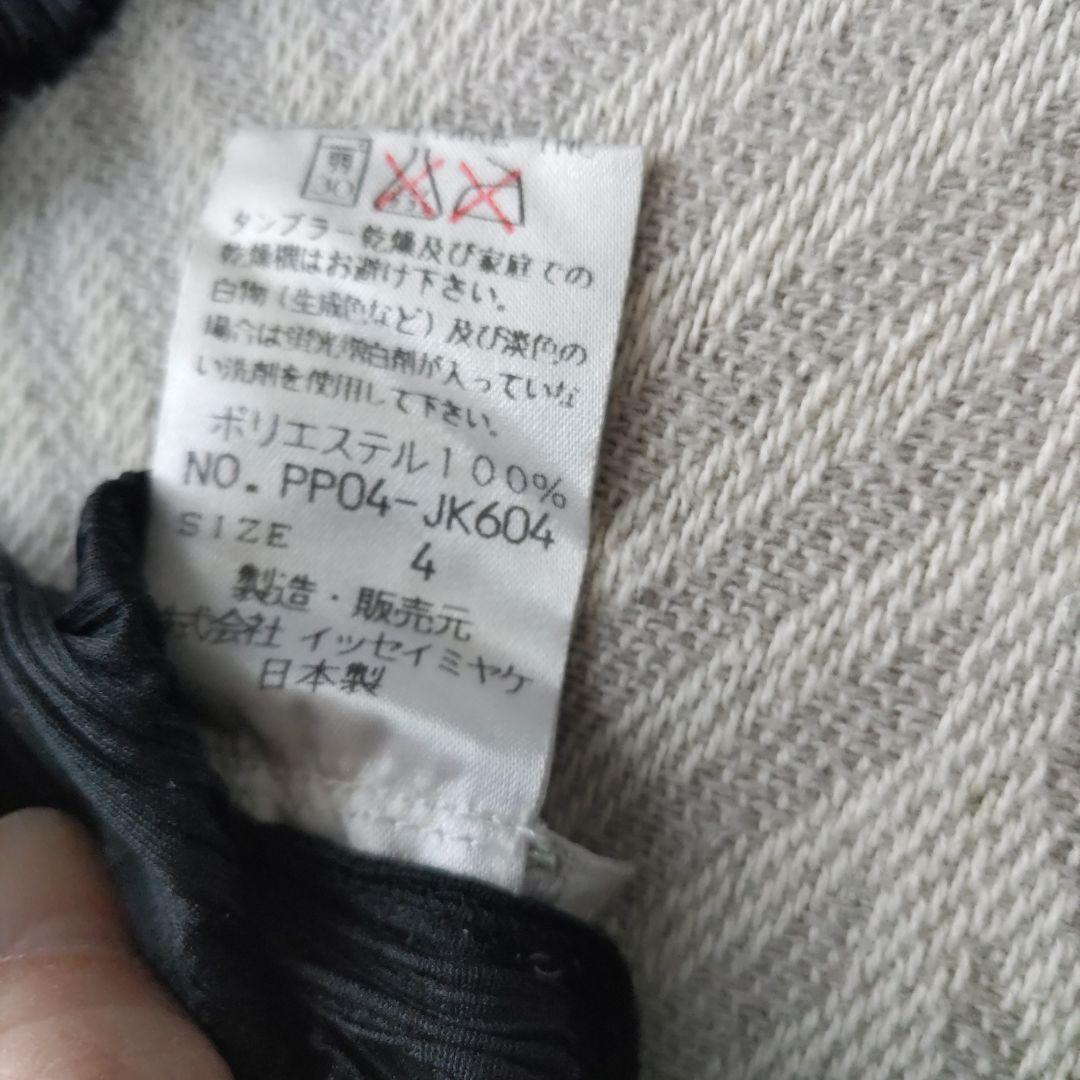 INC
弱
30
タンブラー乾燥及び家庭での
乾燥機はお避け下さい。
白物（生成色など）及び淡色の
場合は蛍光増白剤が入っていな
い洗剤を使用して下さい。
ポリエステル100%
NO. PP04-JK604
SIZE 4
製造・販売元
式会社 イッセイミヤケ
日本製